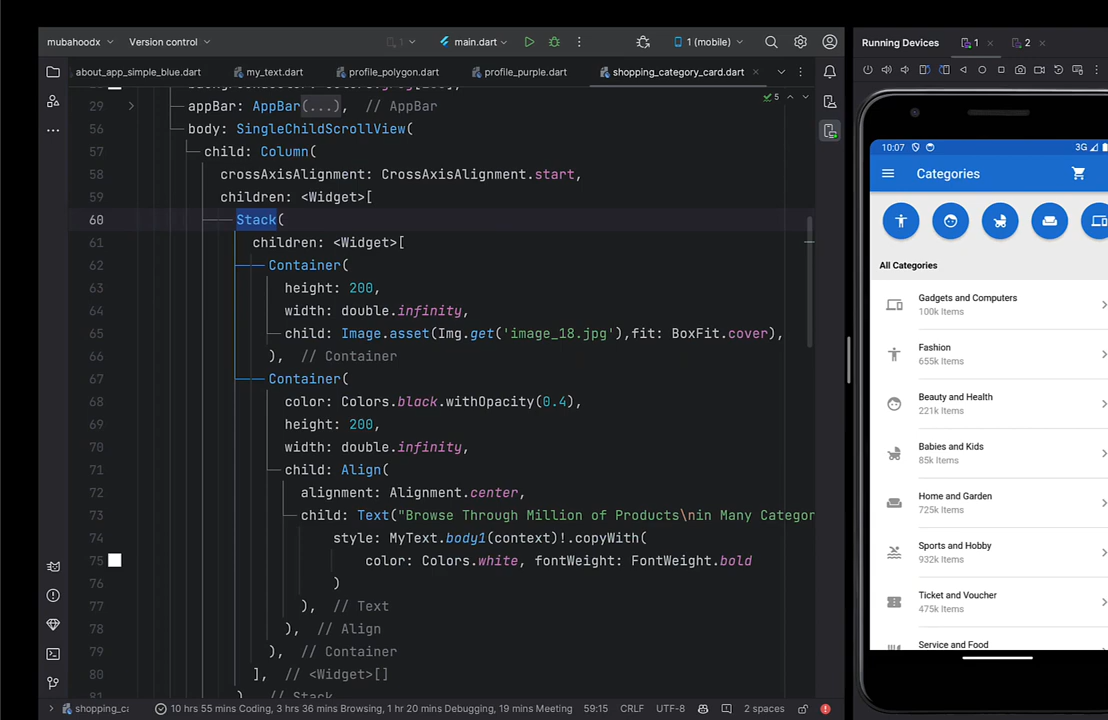 mubahoodx
Version control
1
main.dart
1 (mobile)
Running Devices
1
2
about_app_simple_blue.dart
my_text.dart
profile_polygon.dart
profile_purple.dart
shopping_category_card.dart
5
29 appBar: AppBar(...), // AppBar
56 body: SingleChildScrollView(
57 child: Column(
58 crossAxisAlignment: CrossAxisAlignment.start,
59 children: <Widget>[
60 Stack(
61 children: <Widget>[
62 Container(
63 height: 200,
64 width: double.infinity,
65 child: Image.asset(Img.get('image_18.jpg'),fit: BoxFit.cover),
66 ), // Container
67 Container(
68 color: Colors.black.withOpacity(0.4),
69 height: 200,
70 width: double.infinity,
71 child: Align(
72 alignment: Alignment.center,
73 child: Text("Browse Through Million of Products\nin Many Categor
74 style: MyText.body1(context)!.copyWith(
75 color: Colors.white, fontWeight: FontWeight.bold
76 )
77 ), // Text
78 ), // Align
79 ), // Container
80 ], // <Widget>[]
81 ), // Stack
shopping_ca
10 hrs 55 mins Coding, 3 hrs 36 mins Browsing, 1 hr 20 mins Debugging, 19 mins Meeting
59:15
CRLF
UTF-8
2 spaces
10:07
3G
Categories
All Categories
Gadgets and Computers
100k Items
Fashion
655k Items
Beauty and Health
221k Items
Babies and Kids
85k Items
Home and Garden
725k Items
Sports and Hobby
932k Items
Ticket and Voucher
475k Items
Service and Food